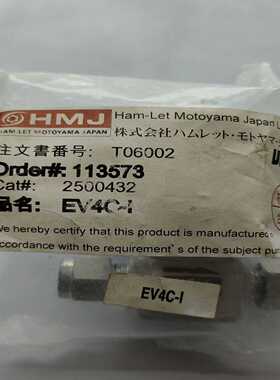 HMJ
HAM-LET MOTOYAMA JAPAN
Ham-Let Motoyama Japan L
株式会社ハムレット・モトヤマ
注文書番号: T06002
Order#: 113573
Cat#: 2500432
品名: EV4C-I
We hereby certify that this product is manufactured
accordance with the requirement's of the subject pu
EV4C-I